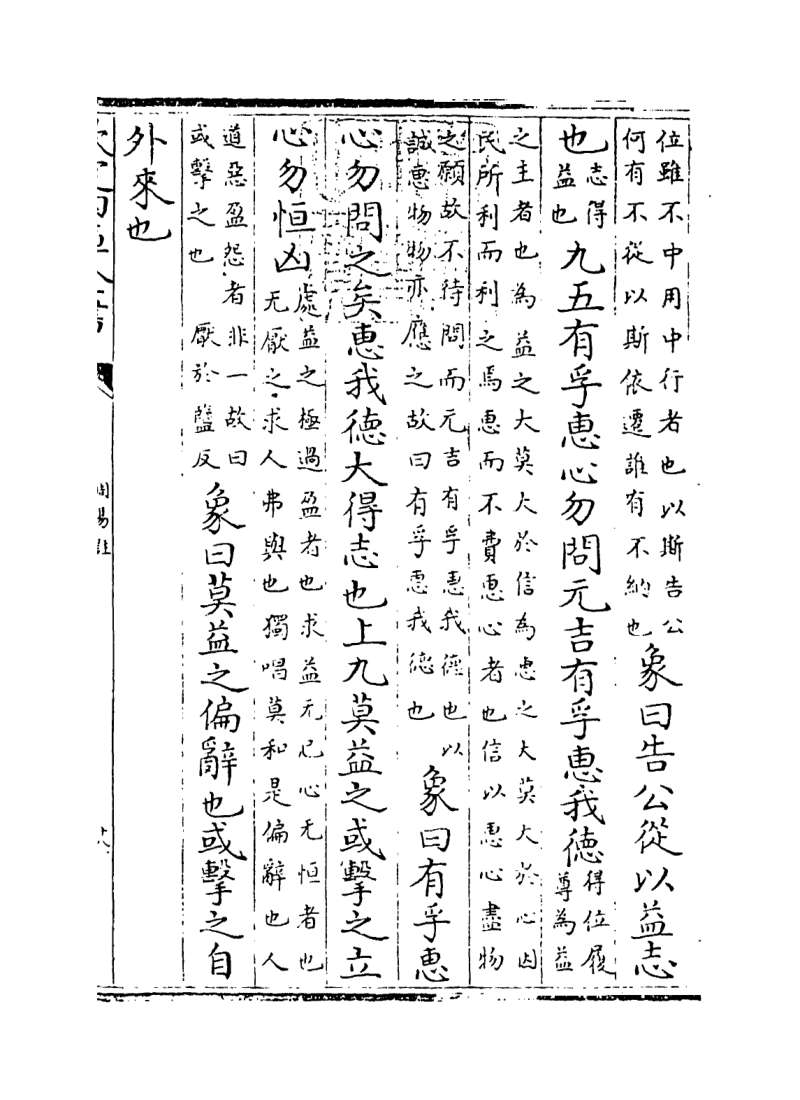 位雖不中用中行者也以斯告公
何有不從以斯依遷誰有不納也
象曰告公從以益志
也
志得
益也
九五有孚惠心勿問元吉有孚惠我德
得位履
尊為益
之主者也為益之大莫大於信為惠之大莫大於心因
民所利而利之焉惠而不費惠心者也信以惠心盡物
之願故不待問而元吉有孚惠我德也以
誠惠物物亦應之故曰有孚惠我德也
象曰有孚惠
心勿問之矣惠我德大得志也上九莫益之或擊之立
心勿恒凶
處益之極過盈者也求益无已心无恒者也
无厭之求人弗與也獨唱莫和是偏辭也人
道惡盈怨者非一故曰
或擊之也　厭於鹽反
象曰莫益之偏辭也或擊之自
外來也
周易註
十八